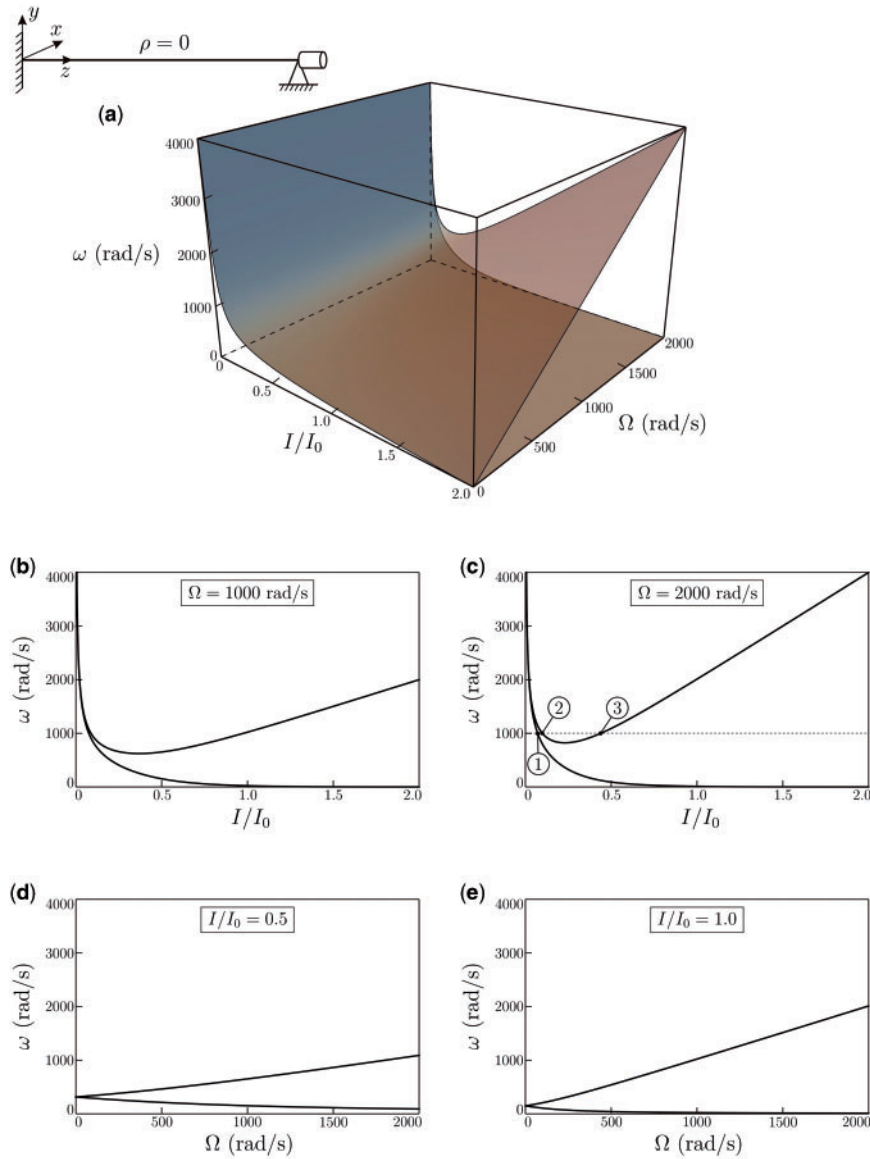 y
x
ρ = 0
z
(a)
4000
3000
ω (rad/s)
2000
1000
0
0
0.5
1.0
I/I₀
1.5
2.0
0
500
1000
Ω (rad/s)
1500
2000
(b)
Ω = 1000 rad/s
4000
3000
ω (rad/s)
2000
1000
0
0 0.5 1.0 1.5 2.0
I/I₀
(c)
Ω = 2000 rad/s
4000
3000
ω (rad/s)
2000
2 3
1000
1
0
0 0.5 1.0 1.5 2.0
I/I₀
(d)
I/I₀ = 0.5
4000
3000
ω (rad/s)
2000
1000
0
0 500 1000 1500 2000
Ω (rad/s)
(e)
I/I₀ = 1.0
4000
3000
ω (rad/s)
2000
1000
0
0 500 1000 1500 2000
Ω (rad/s)